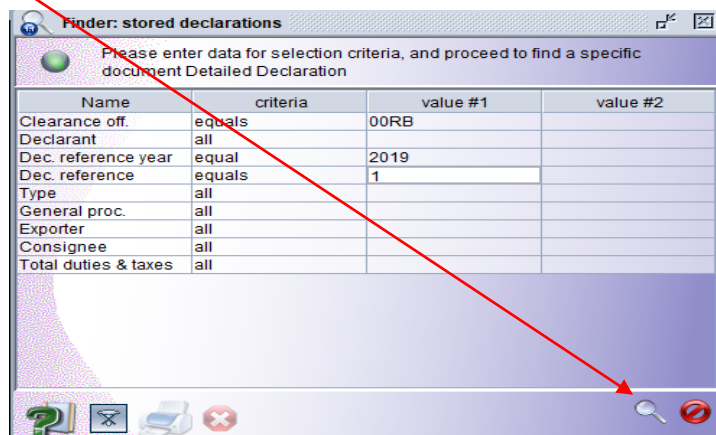 Finder: stored declarations
Please enter data for selection criteria, and proceed to find a specific
document Detailed Declaration
Name criteria value #1 value #2
Clearance off. equals 00RB
Declarant all
Dec. reference year equal 2019
Dec. reference equals 1
Type all
General proc. all
Exporter all
Consignee all
Total duties & taxes all